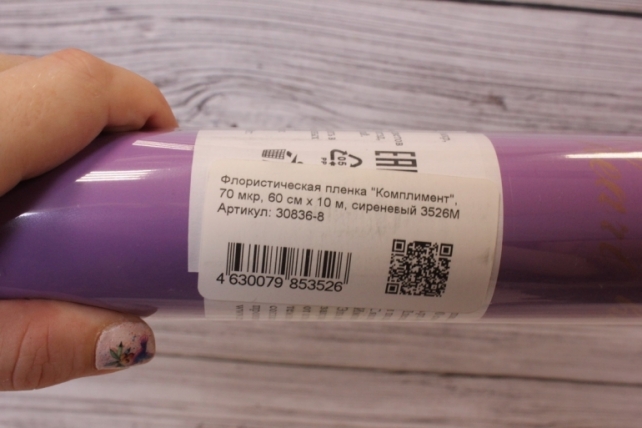 Флористическая пленка "Комплимент",
70 мкр, 60 см x 10 м, сиреневый 3526М
Артикул: 30836-8
4 630079 853526